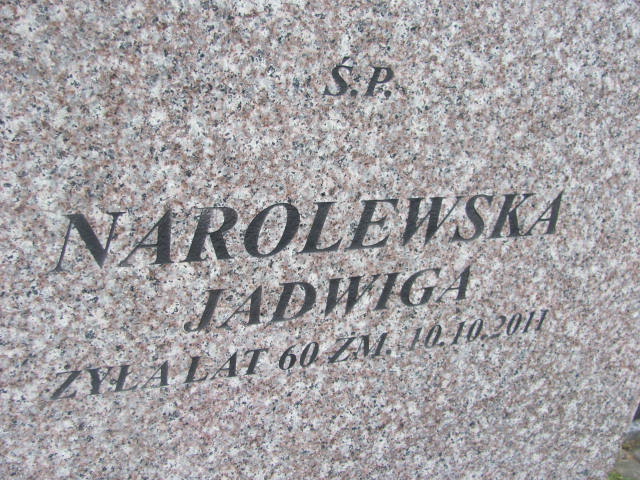 Ś.P.
NAROLEWSKA
JADWIGA
ŻYŁA LAT 60 ZM. 10.10.2011